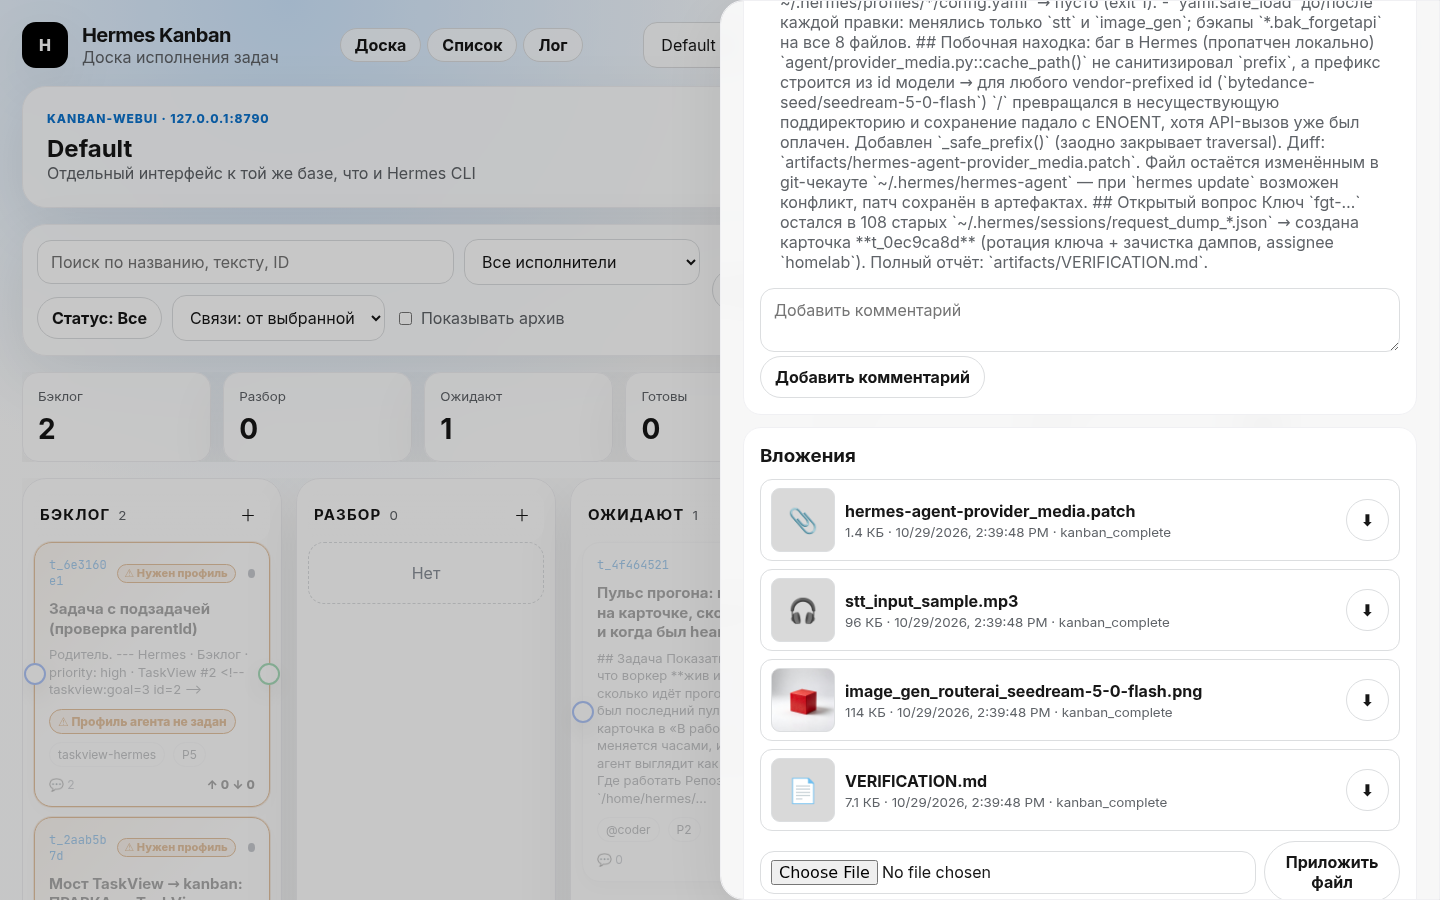 H
Hermes Kanban
Доска исполнения задач
Доска
Список
Лог
Default
KANBAN-WEBUI · 127.0.0.1:8790
Default
Отдельный интерфейс к той же базе, что и Hermes CLI
Поиск по названию, тексту, ID
Все исполнители
Статус: Все
Связи: от выбранной
Показывать архив
Бэклог
2
Разбор
0
Ожидают
1
Готовы
0
БЭКЛОГ 2 +
t_6e3160
e1
⚠ Нужен профиль
Задача с подзадачей
(проверка parentId)
Родитель. --- Hermes · Бэклог ·
priority: high · TaskView #2 <!--
taskview:goal=3 id=2 -->
⚠ Профиль агента не задан
taskview-hermes
P5
2
↑ 0 ↓ 0
t_2aab5b
7d
⚠ Нужен профиль
Мост TaskView → kanban:
РАЗБОР 0 +
Нет
ОЖИДАЮТ 1
t_4f464521
Пульс прогона:
на карточке, ско
и когда был hear
## Задача Показат
что воркер **жив и
сколько идёт прого
был последний пул
карточка в «В рабо
меняется часами, и
агент выглядит как
Где работать Репоз
`/home/hermes/...
@coder
P2
0
~/.hermes/profiles/*/config.yaml` → пусто (exit 1). - `yaml.safe_load` до/после
каждой правки: менялись только `stt` и `image_gen`; бэкапы `*.bak_forgetapi`
на все 8 файлов. ## Побочная находка: баг в Hermes (пропатчен локально)
`agent/provider_media.py::cache_path()` не санитизировал `prefix`, а префикс
строится из id модели → для любого vendor-prefixed id (`bytedance-
seed/seedream-5-0-flash`) `/` превращался в несуществующую
поддиректорию и сохранение падало с ENOENT, хотя API-вызов уже был
оплачен. Добавлен `_safe_prefix()` (заодно закрывает traversal). Дифф:
`artifacts/hermes-agent-provider_media.patch`. Файл остаётся изменённым в
git-чекауте `~/.hermes/hermes-agent` — при `hermes update` возможен
конфликт, патч сохранён в артефактах. ## Открытый вопрос Ключ `fgt-…`
остался в 108 старых `~/.hermes/sessions/request_dump_*.json` → создана
карточка **t_0ec9ca8d** (ротация ключа + зачистка дампов, assignee
`homelab`). Полный отчёт: `artifacts/VERIFICATION.md`.
Добавить комментарий
Добавить комментарий
Вложения
hermes-agent-provider_media.patch
1.4 КБ · 10/29/2026, 2:39:48 PM · kanban_complete
stt_input_sample.mp3
96 КБ · 10/29/2026, 2:39:48 PM · kanban_complete
image_gen_routerai_seedream-5-0-flash.png
114 КБ · 10/29/2026, 2:39:48 PM · kanban_complete
VERIFICATION.md
7.1 КБ · 10/29/2026, 2:39:48 PM · kanban_complete
Choose File No file chosen
Приложить
файл